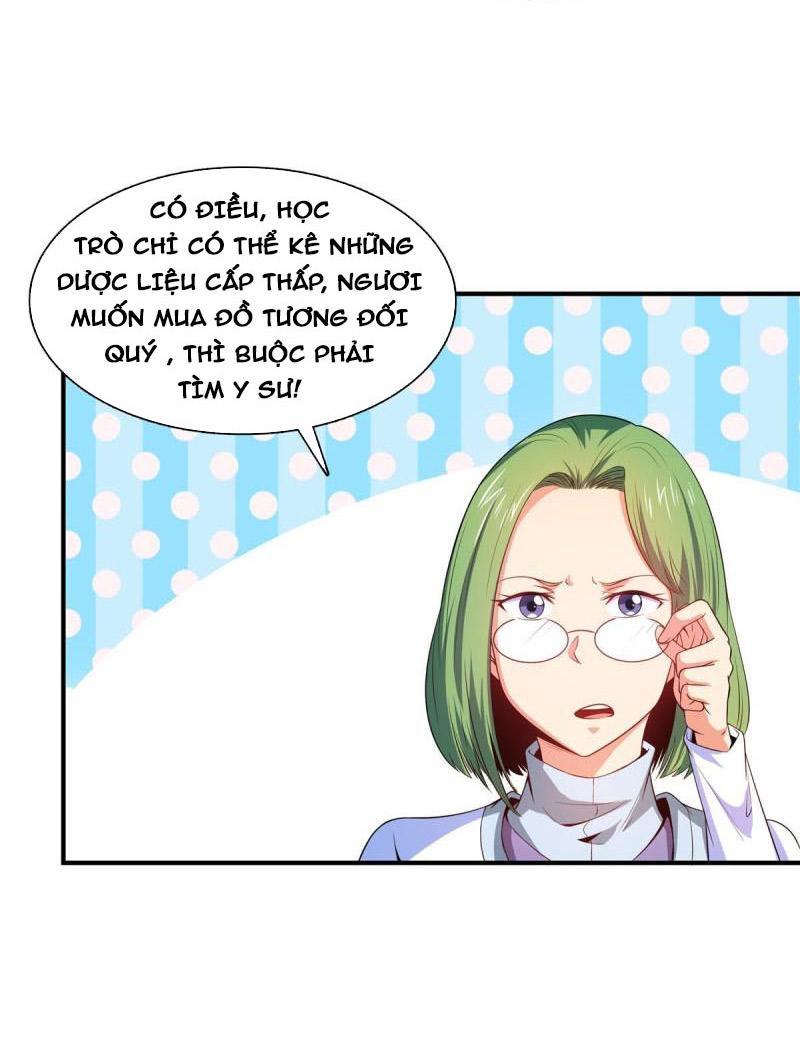 CÓ ĐIỀU, HỌC
TRÒ CHỈ CÓ THỂ KÊ NHỮNG
DƯỢC LIỆU CẤP THẤP, NGƯƠI
MUỐN MUA ĐỒ TƯƠNG ĐỐI
QUÝ , THÌ BUỘC PHẢI
TÌM Y SƯ!